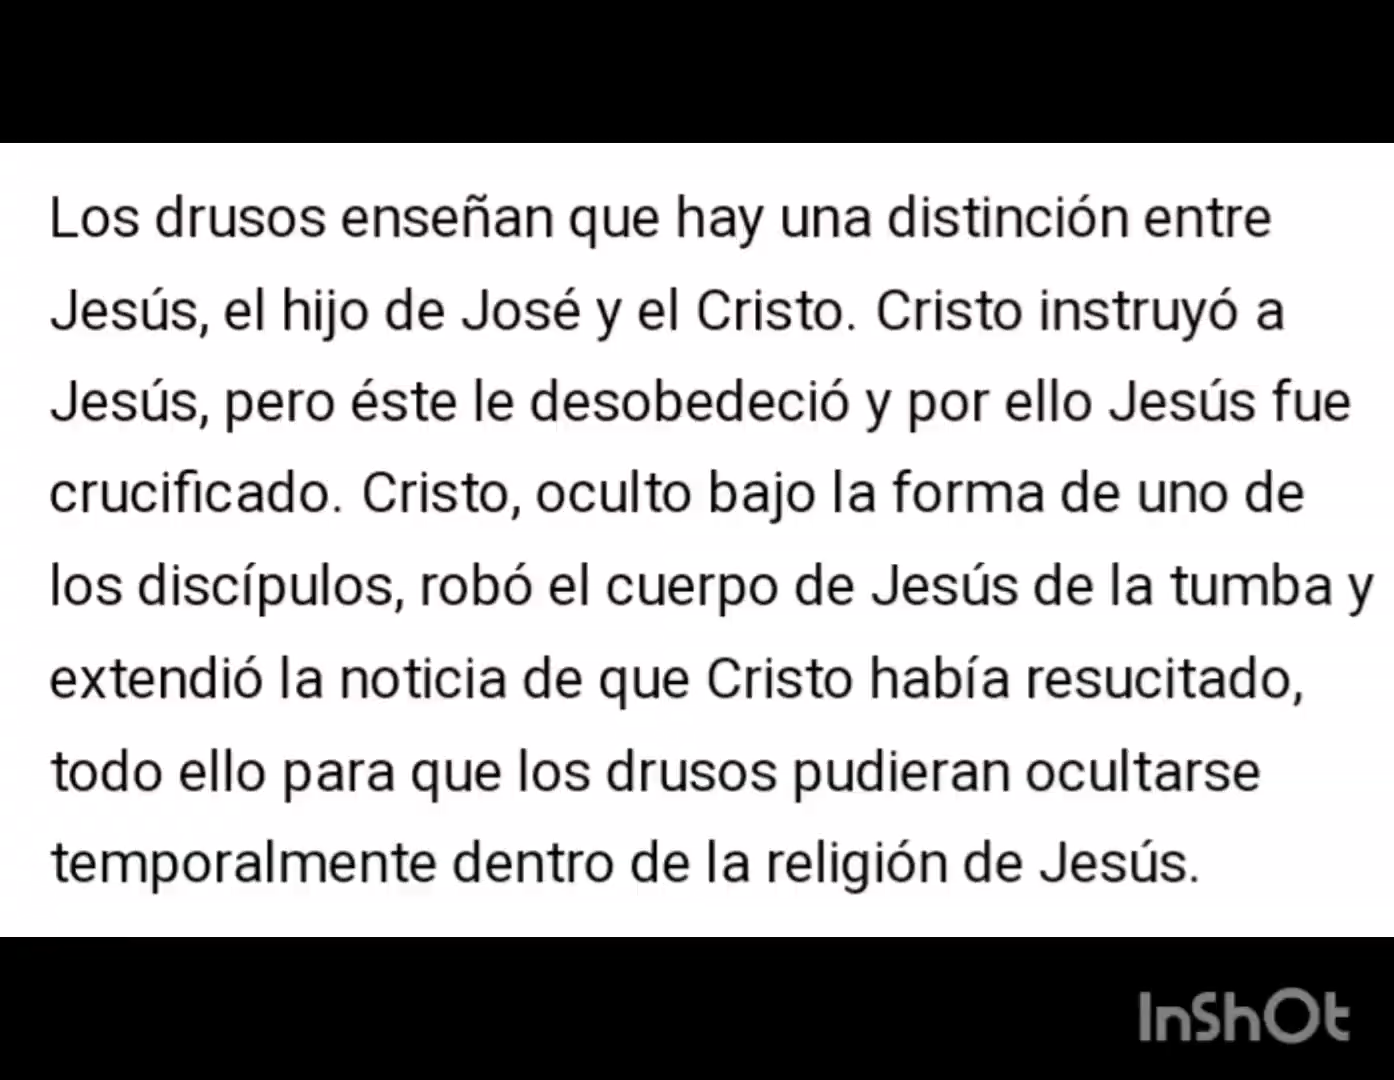 Los drusos enseñan que hay una distinción entre
Jesús, el hijo de José y el Cristo. Cristo instruyó a
Jesús, pero éste le desobedeció y por ello Jesús fue
crucificado. Cristo, oculto bajo la forma de uno de
los discípulos, robó el cuerpo de Jesús de la tumba y
extendió la noticia de que Cristo había resucitado,
todo ello para que los drusos pudieran ocultarse
temporalmente dentro de la religión de Jesús.
InShOt